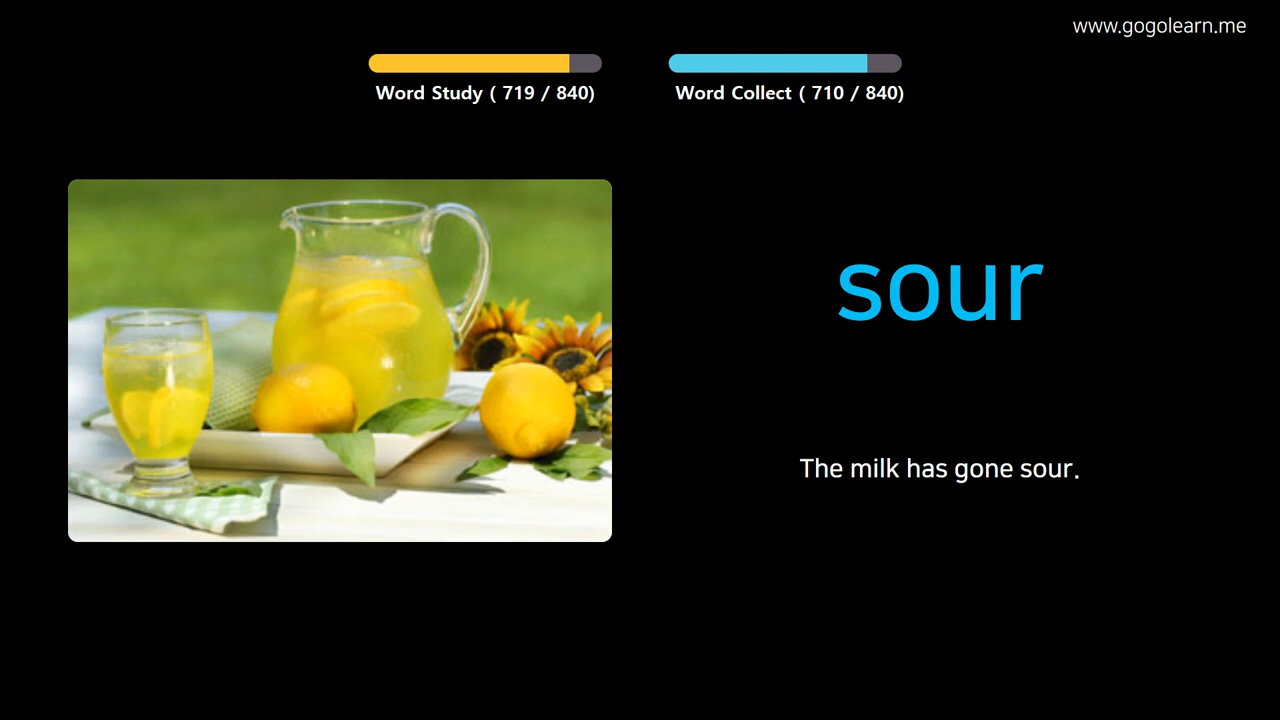 www.gogolearn.me
Word Study ( 719 / 840)
Word Collect ( 710 / 840)
sour
The milk has gone sour.